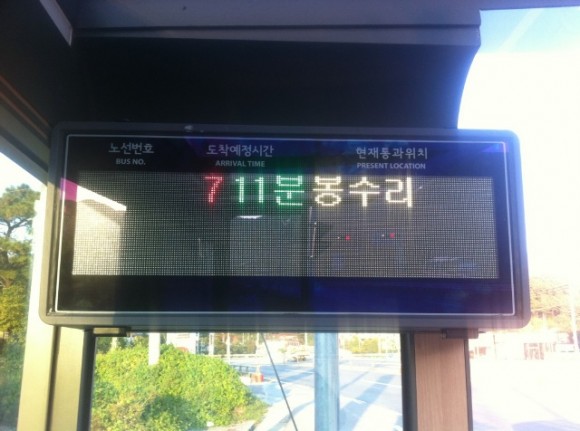 노선번호 도착예정시간 현재통과위치
BUS NO. ARRIVAL TIME PRESENT LOCATION
7 11분 봉수리